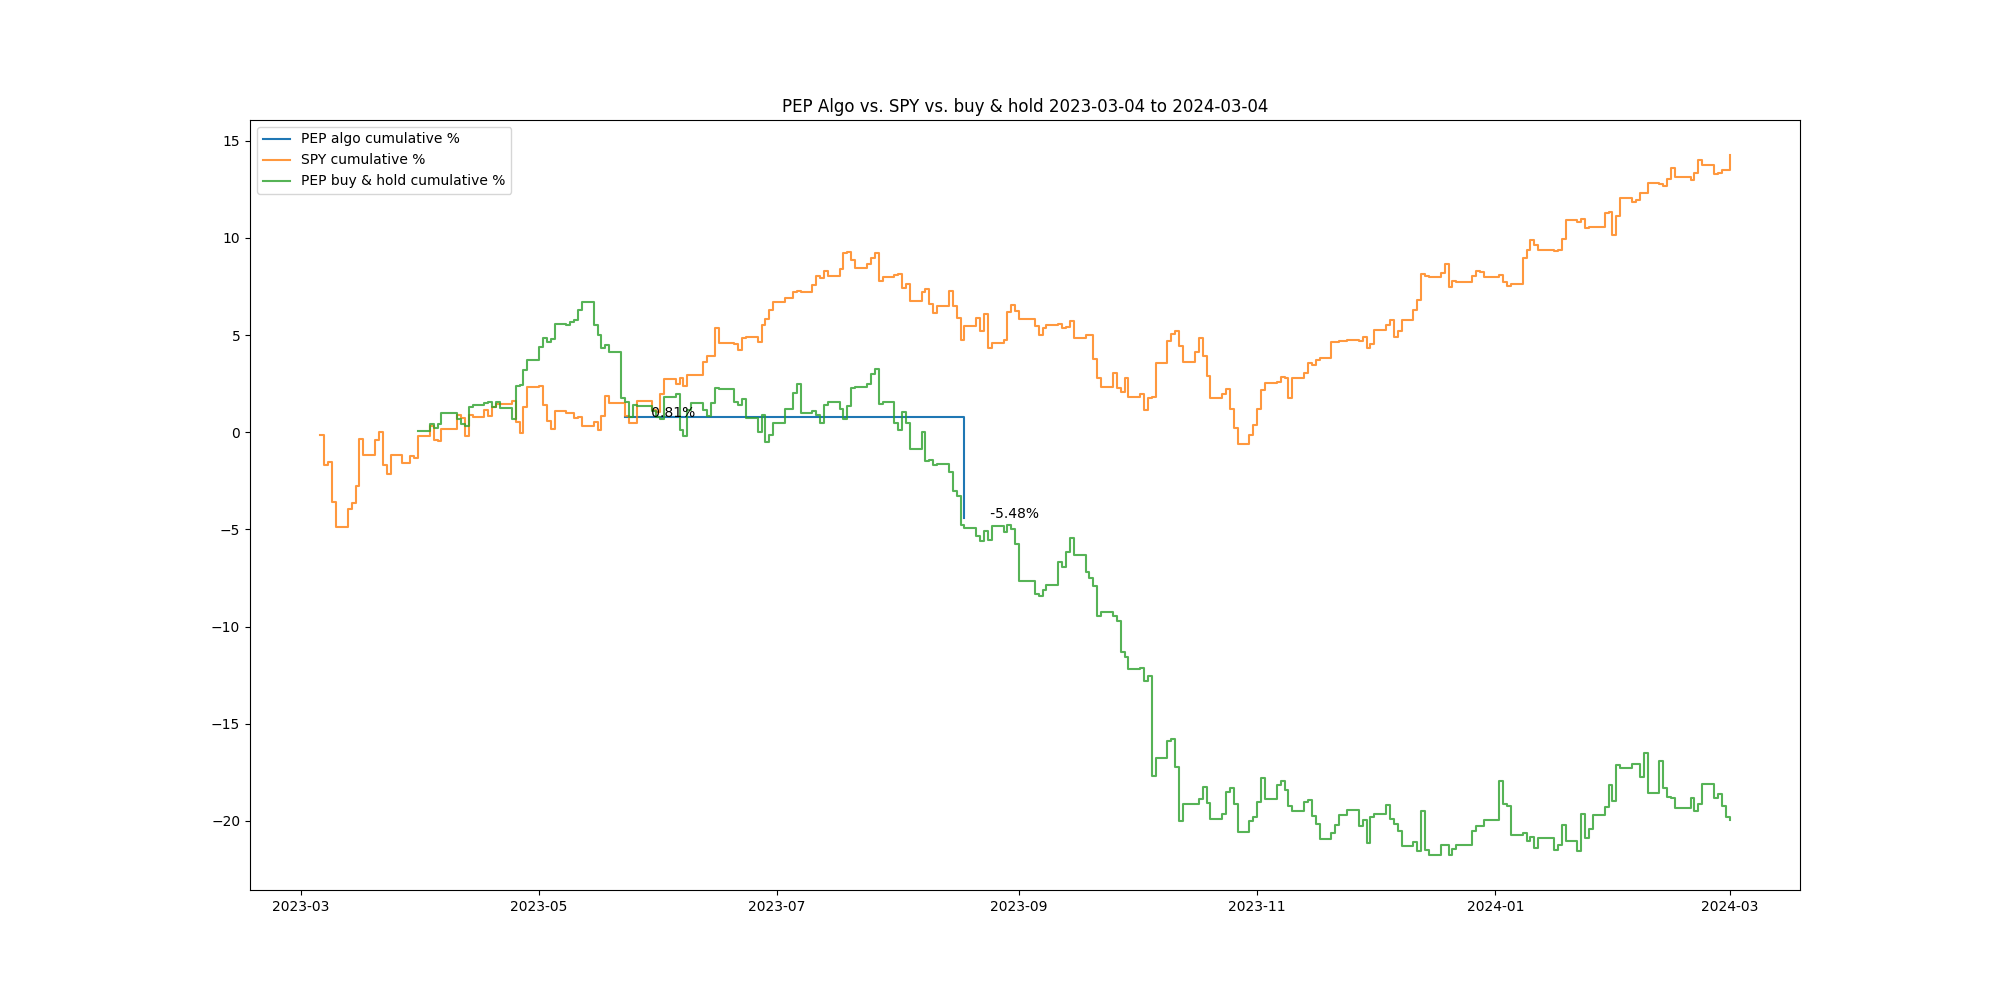 PEP Algo vs. SPY vs. buy & hold 2023-03-04 to 2024-03-04
PEP algo cumulative %
SPY cumulative %
PEP buy & hold cumulative %
15
10
5
0
−5
−10
−15
−20
0.81%
-5.48%
2023-03 2023-05 2023-07 2023-09 2023-11 2024-01 2024-03